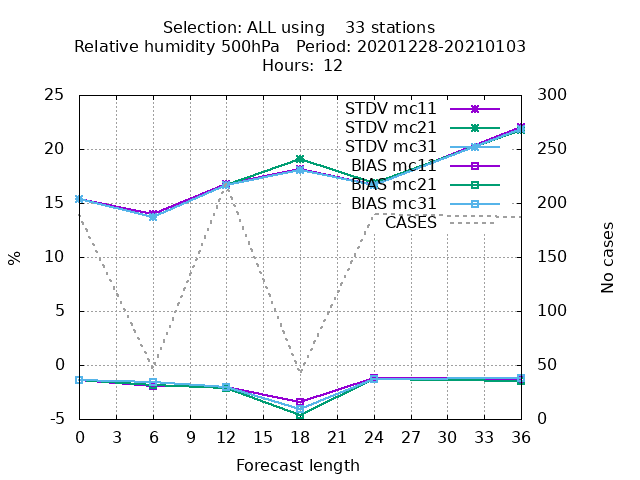 Selection: ALL using    33 stations
Relative humidity 500hPa   Period: 20201228-20210103
Hours:  12
25
20
15
10
5
0
-5
%
STDV mc11
STDV mc21
STDV mc31
BIAS mc11
BIAS mc21
BIAS mc31
CASES
300
250
200
150
100
50
0
No cases
0 3 6 9 12 15 18 21 24 27 30 33 36
Forecast length